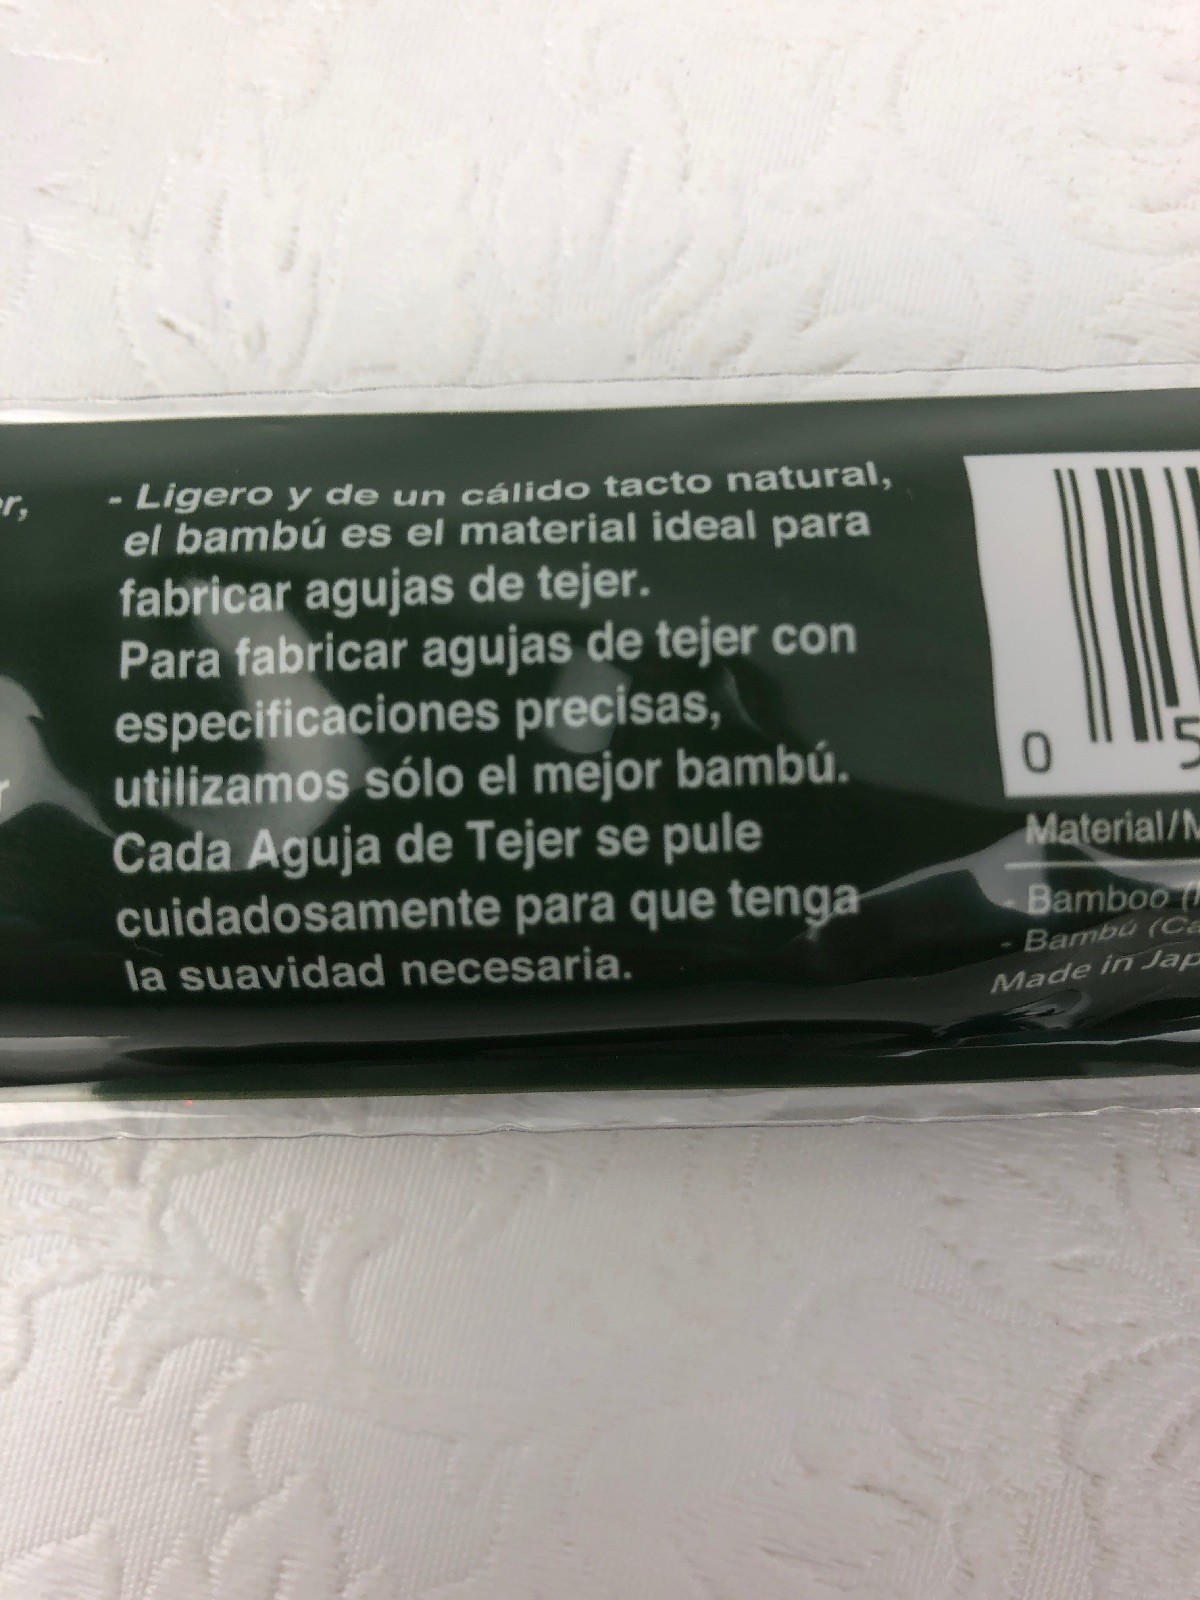 - Ligero y de un cálido tacto natural,
el bambú es el material ideal para
fabricar agujas de tejer.
Para fabricar agujas de tejer con
especificaciones precisas,
utilizamos sólo el mejor bambú.
Cada Aguja de Tejer se pule
cuidadosamente para que tenga
la suavidad necesaria.
0 5
Material/
- Bamboo
- Bambú
Made in